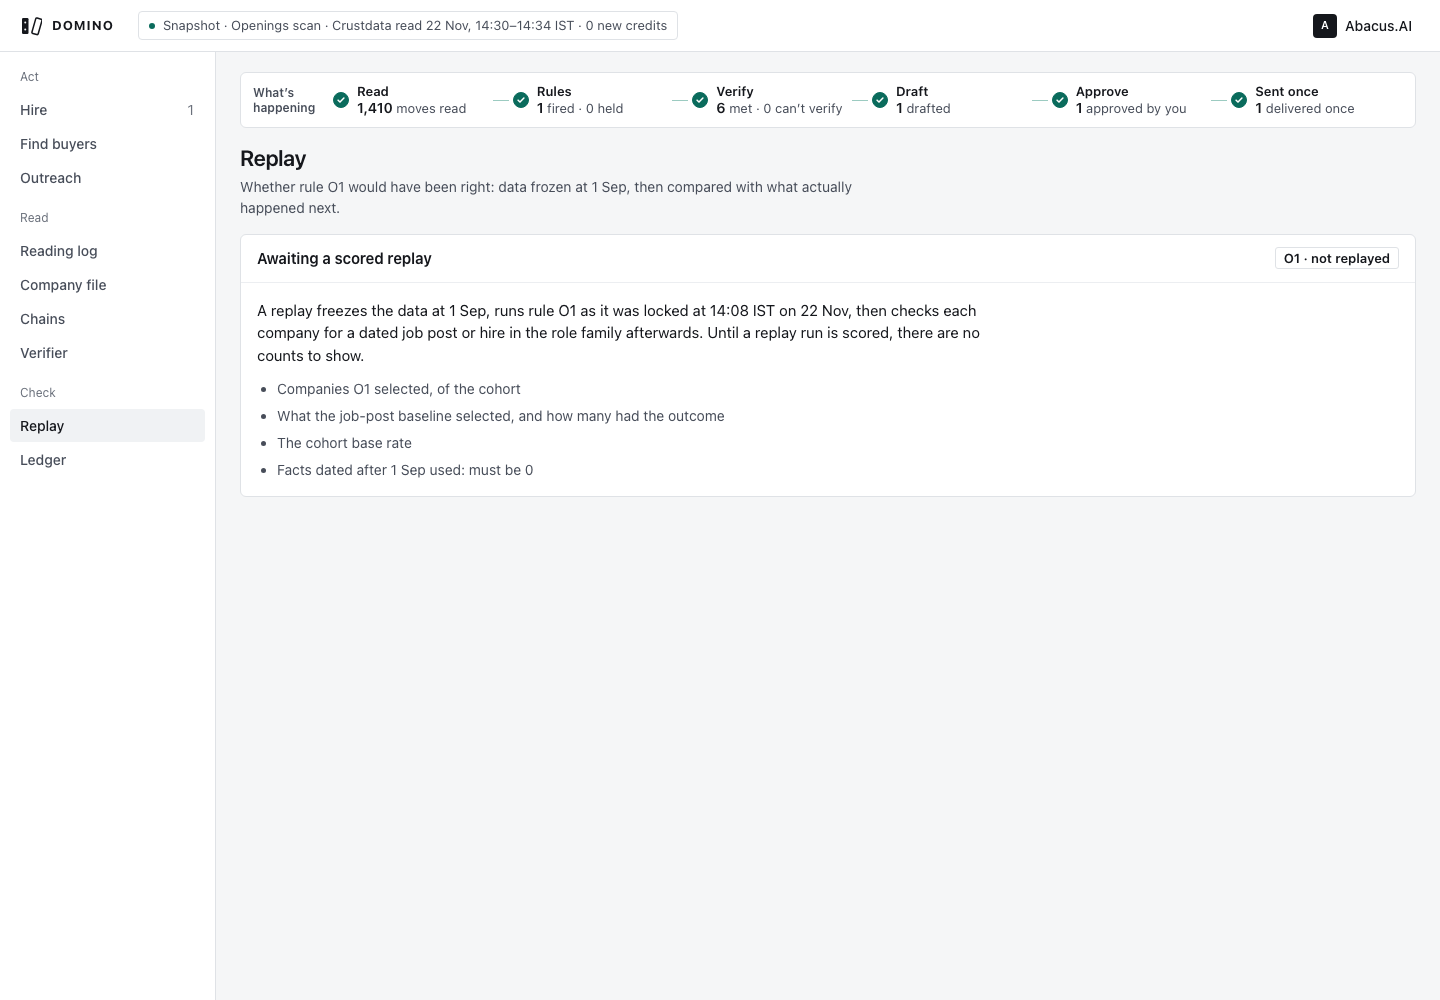 DOMINO
Snapshot · Openings scan · Crustdata read 22 Nov, 14:30–14:34 IST · 0 new credits
A
Abacus.AI
Act
Hire 1
Find buyers
Outreach
Read
Reading log
Company file
Chains
Verifier
Check
Replay
Ledger
What's
happening
Read
1,410 moves read
Rules
1 fired · 0 held
Verify
6 met · 0 can't verify
Draft
1 drafted
Approve
1 approved by you
Sent once
1 delivered once
Replay
Whether rule O1 would have been right: data frozen at 1 Sep, then compared with what actually
happened next.
Awaiting a scored replay
O1 · not replayed
A replay freezes the data at 1 Sep, runs rule O1 as it was locked at 14:08 IST on 22 Nov, then checks each
company for a dated job post or hire in the role family afterwards. Until a replay run is scored, there are no
counts to show.
• Companies O1 selected, of the cohort
• What the job-post baseline selected, and how many had the outcome
• The cohort base rate
• Facts dated after 1 Sep used: must be 0